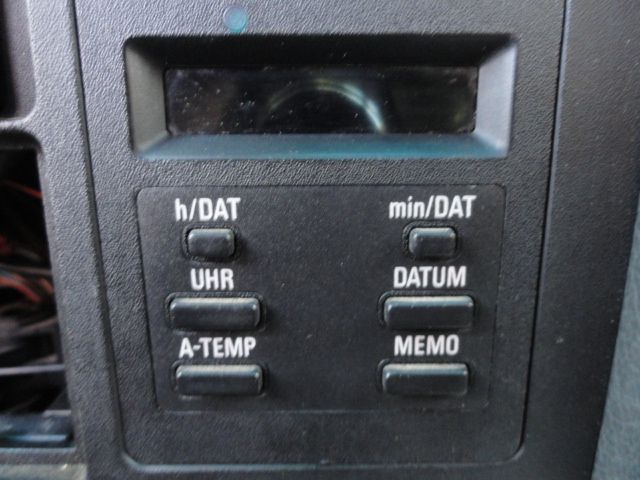 h/DAT min/DAT
UHR DATUM
A-TEMP MEMO